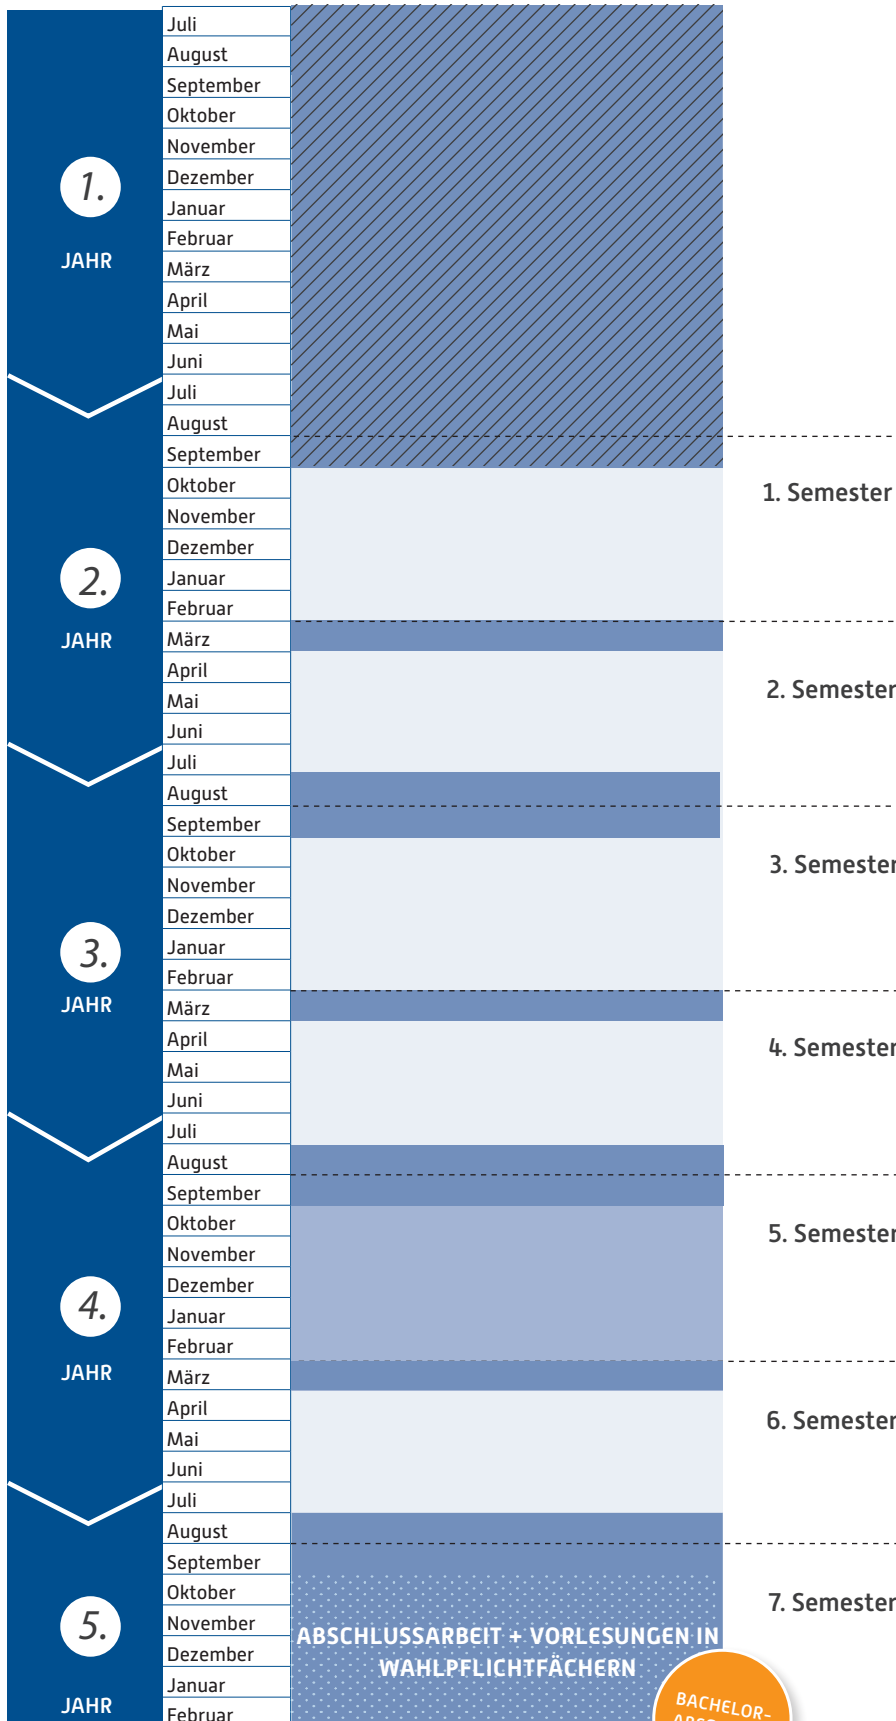 1.
JAHR
Juli
August
September
Oktober
November
Dezember
Januar
Februar
März
April
Mai
Juni
2.
JAHR
Juli
August
September
Oktober
November
Dezember
Januar
Februar
März
April
Mai
Juni
1. Semester
2. Semester
3.
JAHR
Juli
August
September
Oktober
November
Dezember
Januar
Februar
März
April
Mai
Juni
3. Semester
4. Semester
4.
JAHR
Juli
August
September
Oktober
November
Dezember
Januar
Februar
März
April
Mai
Juni
5. Semester
6. Semester
5.
JAHR
Juli
August
September
Oktober
November
Dezember
Januar
Februar
7. Semester
ABSCHLUSSARBEIT + VORLESUNGEN IN
WAHLPFLICHTFÄCHERN
BACHELOR-